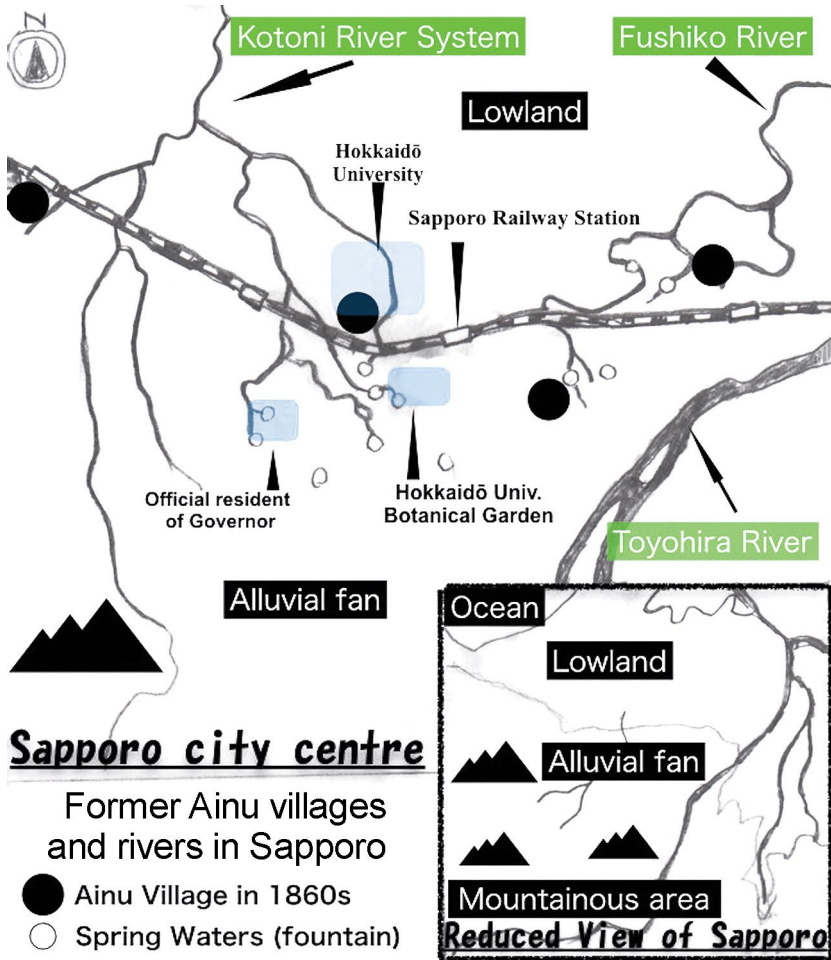 N
Kotoni River System
Fushiko River
Lowland
Hokkaidō
University
Sapporo Railway Station
Official resident
of Governor
Hokkaidō Univ.
Botanical Garden
Toyohira River
Alluvial fan
Sapporo city centre
Former Ainu villages
and rivers in Sapporo
Ainu Village in 1860s
Spring Waters (fountain)
Ocean
Lowland
Alluvial fan
Mountainous area
Reduced View of Sapporo